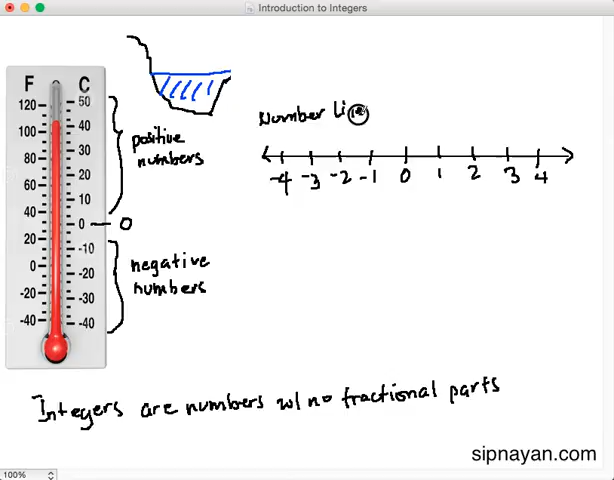 Introduction to Integers
F C
120 50
100 40
80 30
60 20
40 10
20 0
0 -10
-20 -20
-40 -30
-40
positive
numbers
0
negative
numbers
Number
-4 -3 -2 -1 0 1 2 3 4
Integers are numbers w/ no fractional parts
sipnayan.com
100%